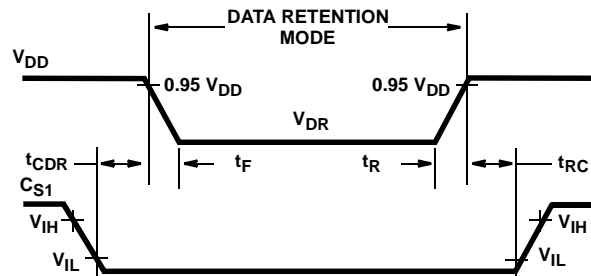 DATA RETENTION
MODE
VDD
0.95 VDD
0.95 VDD
VDR
tCDR
tF
tR
tRC
CS1
VIH
VIH
VIL
VIL